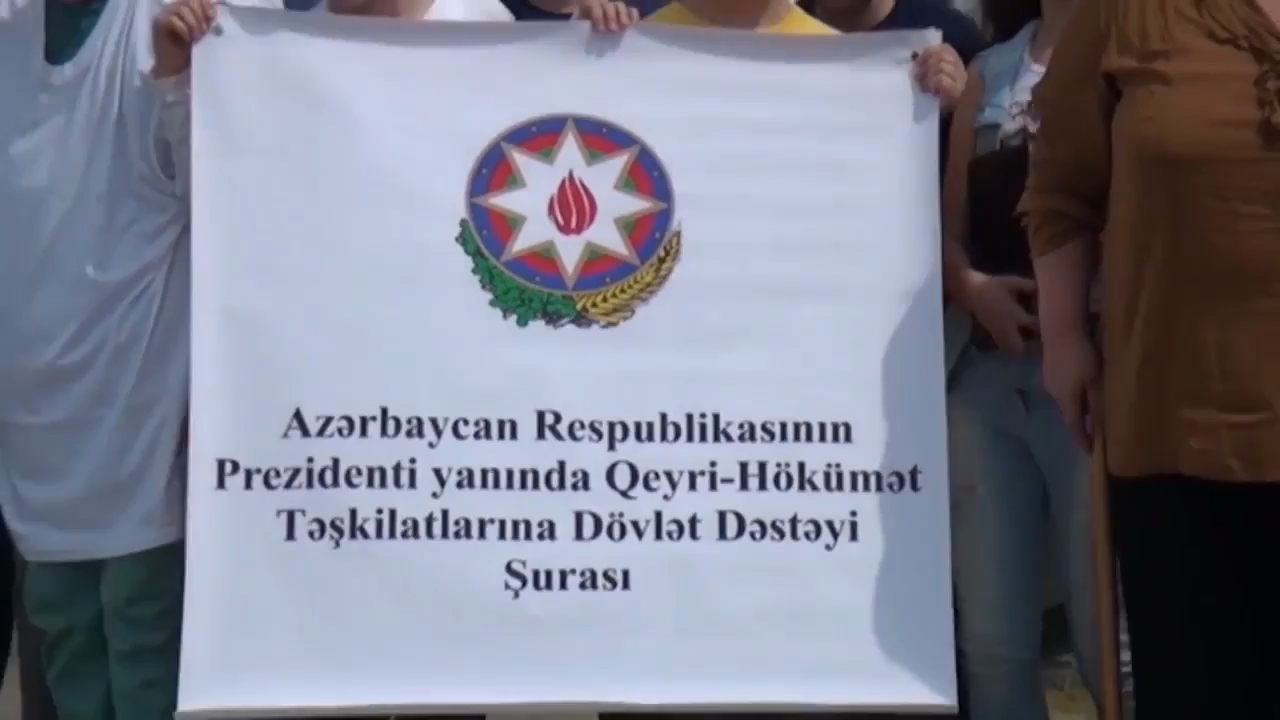 Azərbaycan Respublikasının
Prezidenti yanında Qeyri-Hökümət
Təşkilatlarına Dövlət Dəstəyi
Şurası